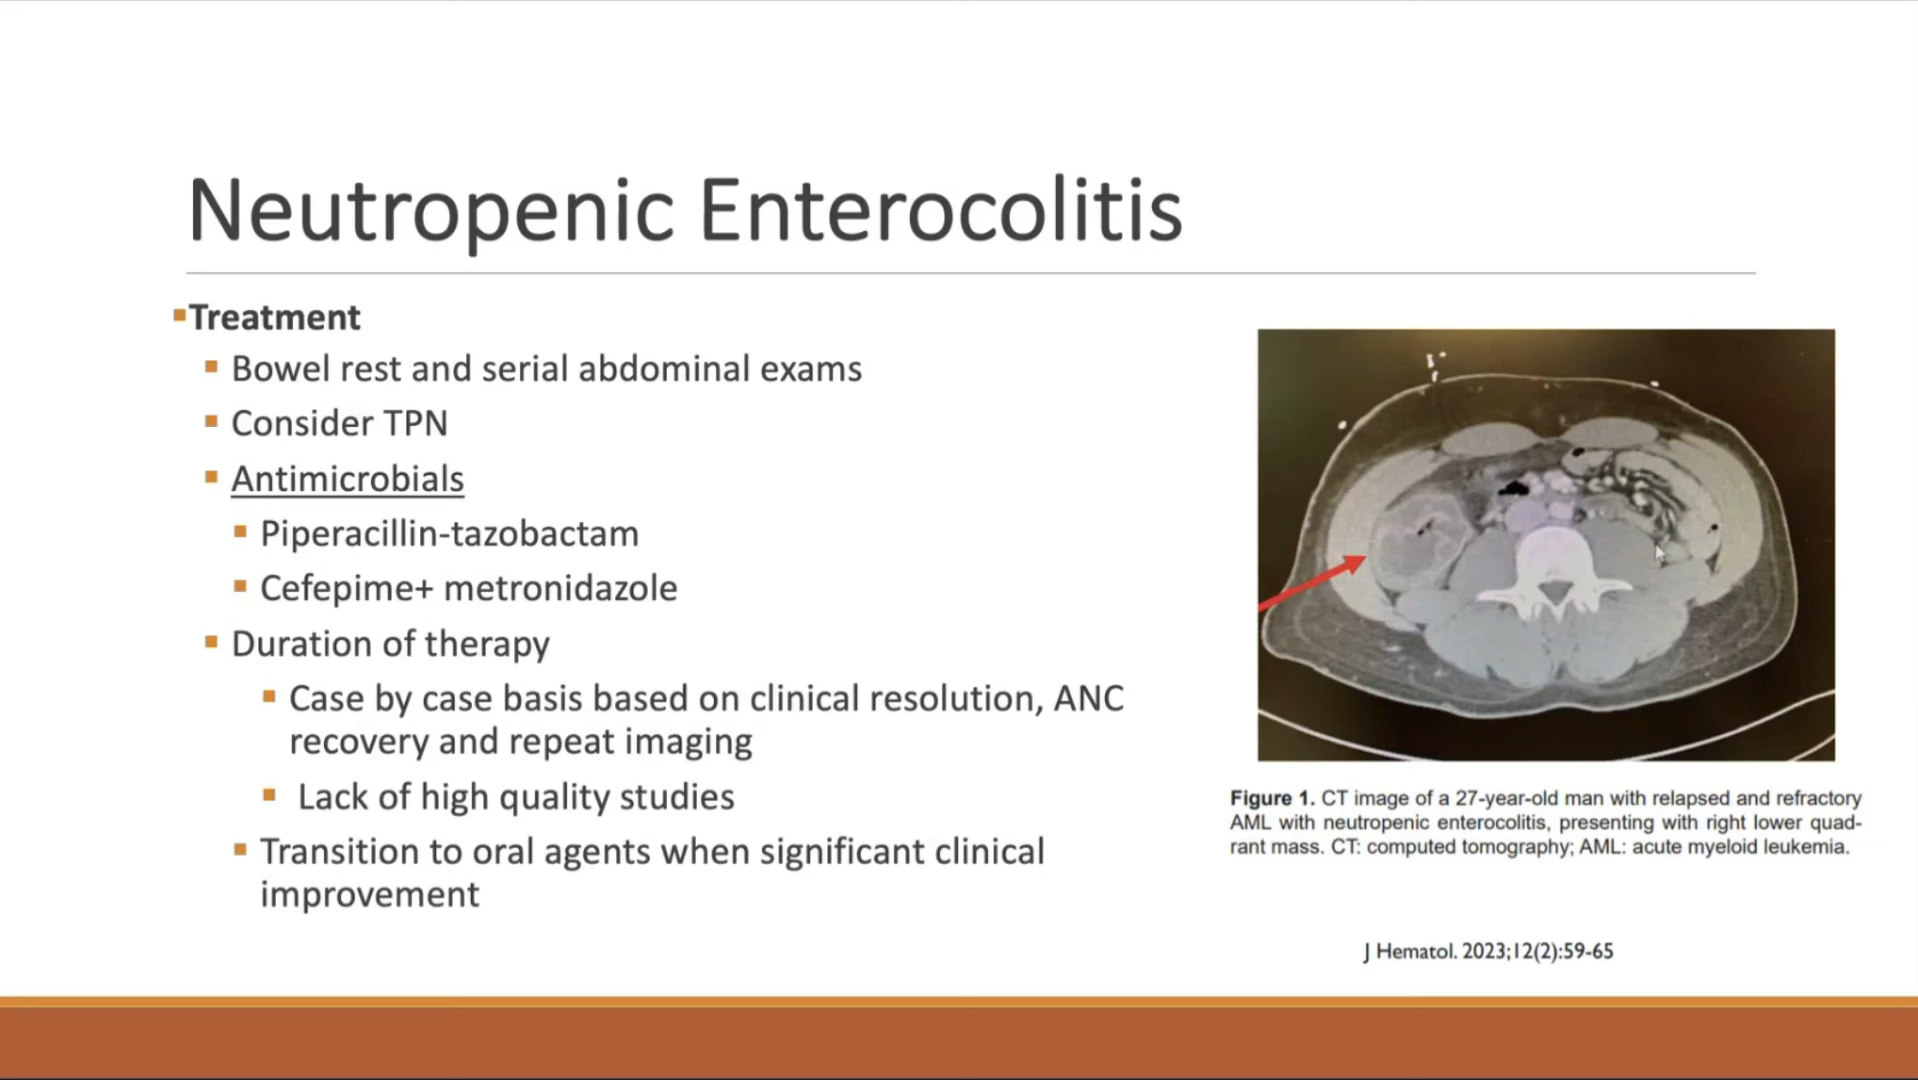 Neutropenic Enterocolitis
Treatment
Bowel rest and serial abdominal exams
Consider TPN
Antimicrobials
Piperacillin-tazobactam
Cefepime+ metronidazole
Duration of therapy
Case by case basis based on clinical resolution, ANC
recovery and repeat imaging
Lack of high quality studies
Transition to oral agents when significant clinical
improvement
Figure 1. CT image of a 27-year-old man with relapsed and refractory
AML with neutropenic enterocolitis, presenting with right lower quad-
rant mass. CT: computed tomography; AML: acute myeloid leukemia.
J Hematol. 2023;12(2):59-65